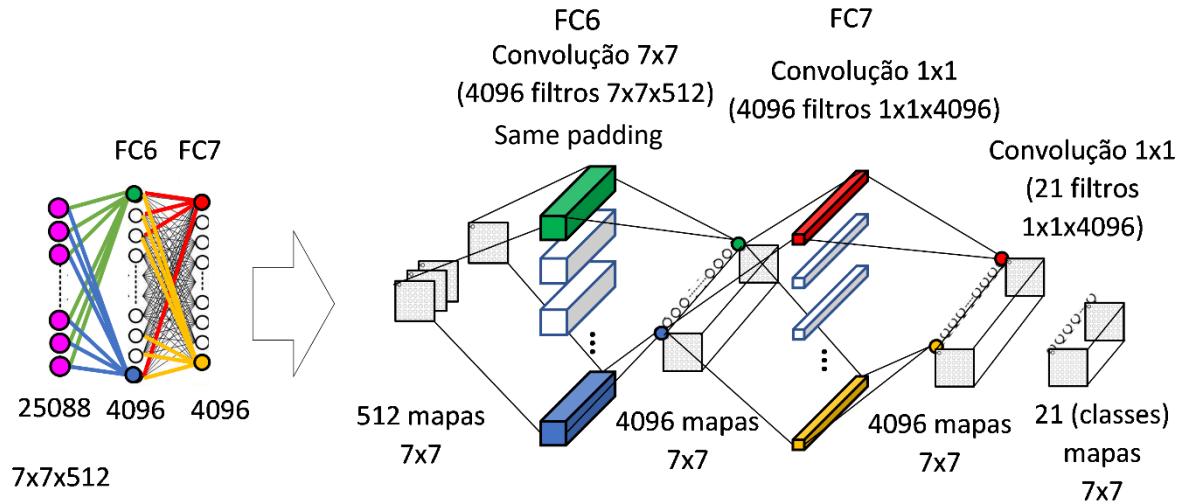 FC6
Convolução 7x7
(4096 filtros 7x7x512)
Same padding
FC7
Convolução 1x1
(4096 filtros 1x1x4096)
Convolução 1x1
(21 filtros
1x1x4096)
FC6 FC7
25088 4096 4096
7x7x512
512 mapas
7x7
4096 mapas
7x7
4096 mapas
7x7
21 (classes)
mapas
7x7